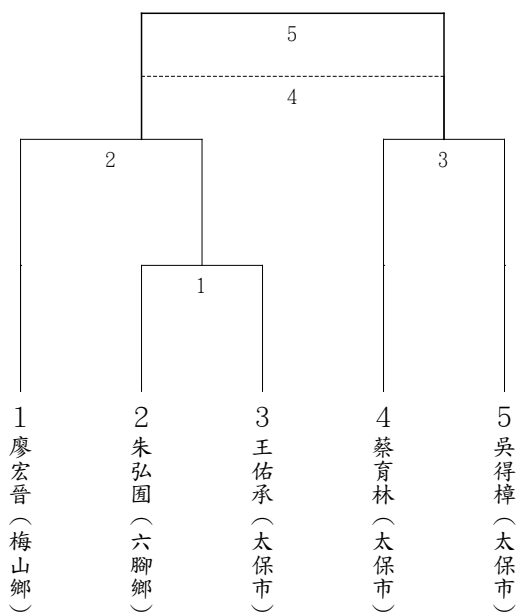 5
4
2
3
1
1 廖宏晉（梅山鄉）
2 朱弘囿（六腳鄉）
3 王佑承（太保市）
4 蔡育林（太保市）
5 吳得樟（太保市）